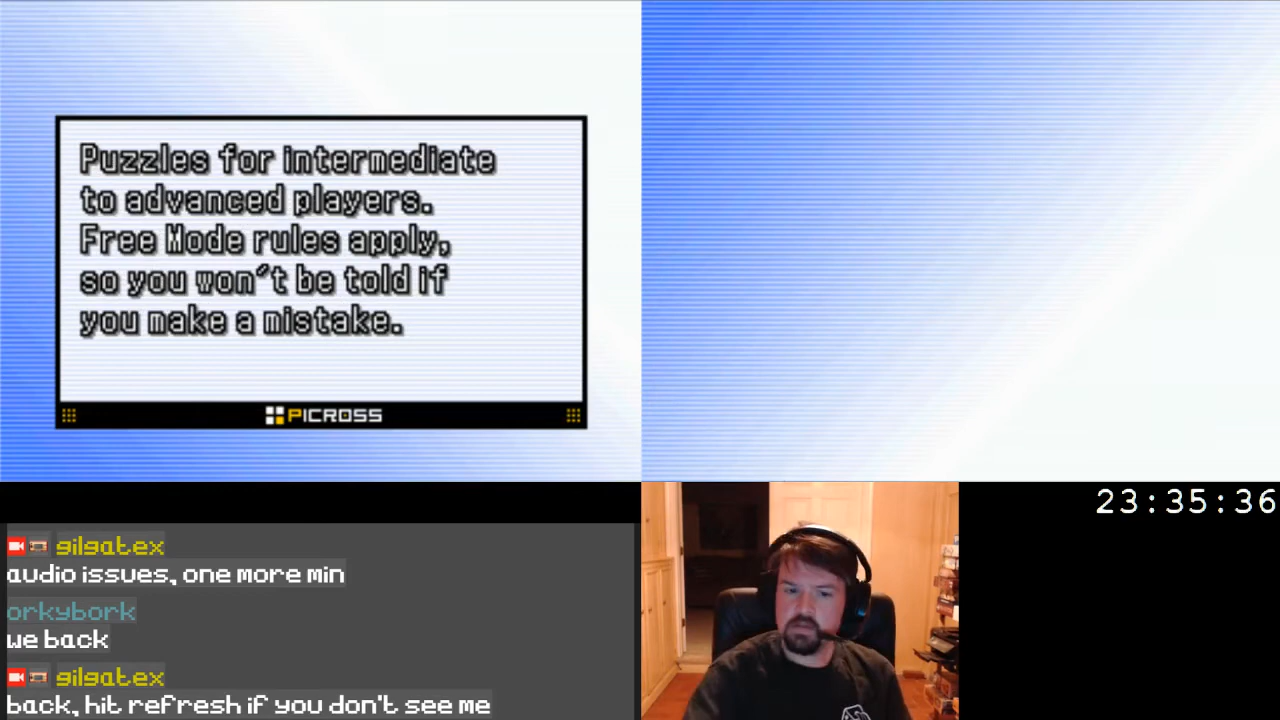 Puzzles for intermediate
to advanced players.
Free Mode rules apply,
so you won't be told if
you make a mistake.
PICROSS
23:35:36
gilgatex
audio issues, one more min
orkybork
we back
gilgatex
back, hit refresh if you don't see me